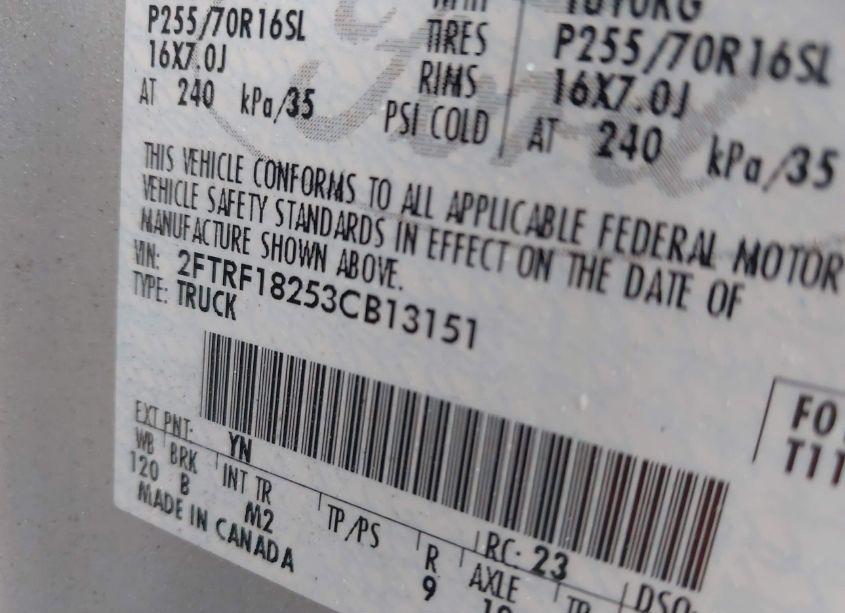 P255/70R16SL TIRES P255/70R16SL
16X7.0J RIMS 16X7.0J
AT 240 kPa/35 PSI COLD AT 240 kPa/35
THIS VEHICLE CONFORMS TO ALL APPLICABLE FEDERAL MOTOR
VEHICLE SAFETY STANDARDS IN EFFECT ON THE DATE OF
MANUFACTURE SHOWN ABOVE.
VIN: 2FTRF18253CB13151
TYPE: TRUCK
EXT PNT: YN RC: 23 DSO:
WB BRK INT TR TP/PS R AXLE TR
120 B M2 9
MADE IN CANADA